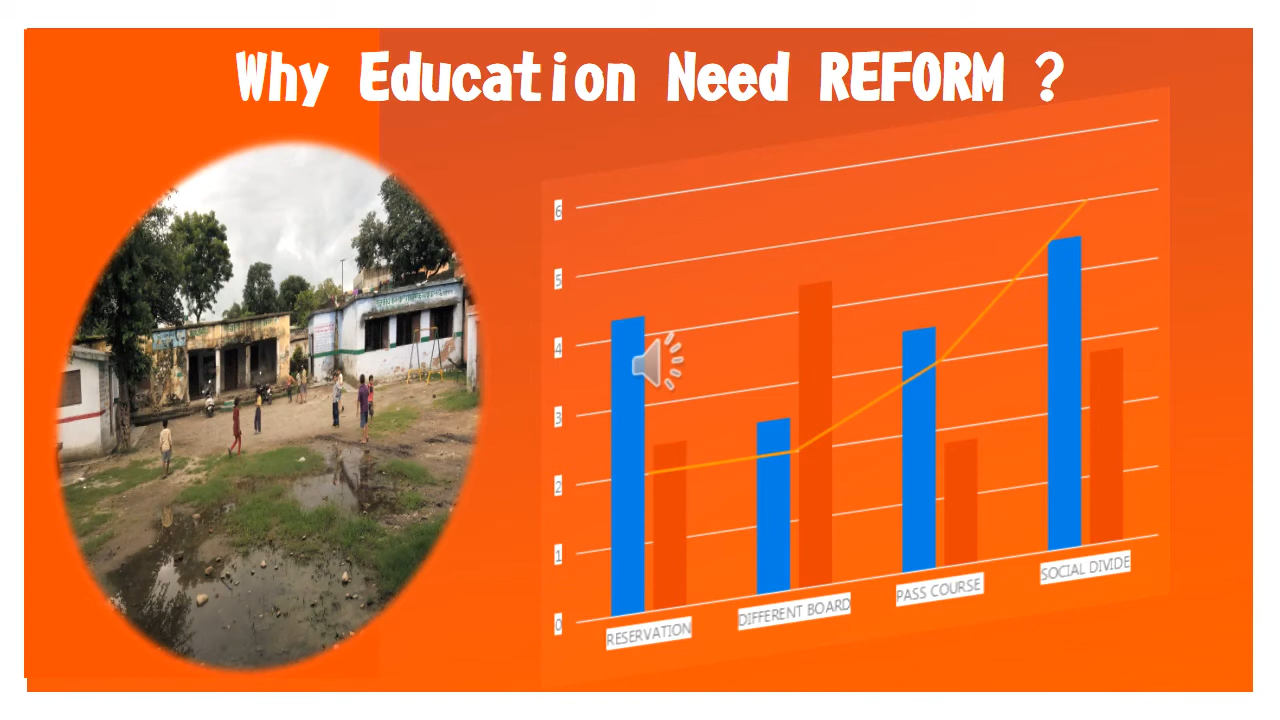 Why Education Need REFORM ?
6
5
4
3
2
1
0
RESERVATION
DIFFERENT BOARD
PASS COURSE
SOCIAL DIVIDE